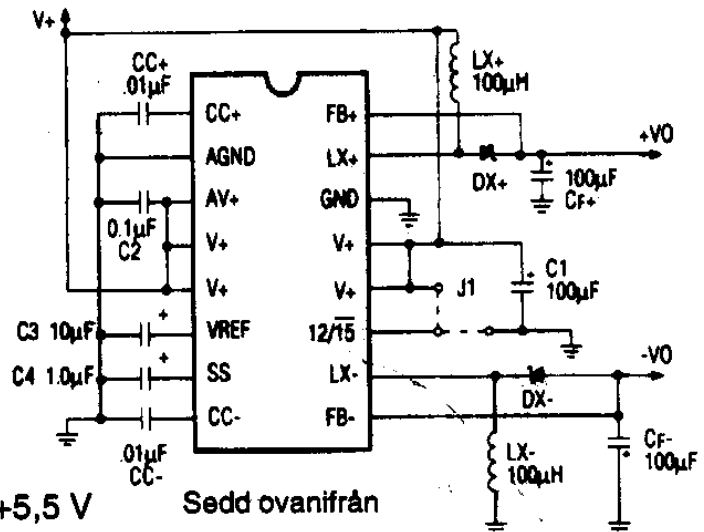 V+
CC+
.01µF
LX+
100µH
CC+
FB+
+VO
AGND
LX+
DX+
100µF
CF+
AV+
GND
0.1µF
C2
V+
V+
C1
100µF
V+
V+
J1
C3 10µF
VREF
12/15
-VO
C4 1.0µF
SS
LX-
DX-
CC-
FB-
.01µF
CC-
LX-
100µH
CF-
100µF
+5,5 V
Sedd ovanifrån